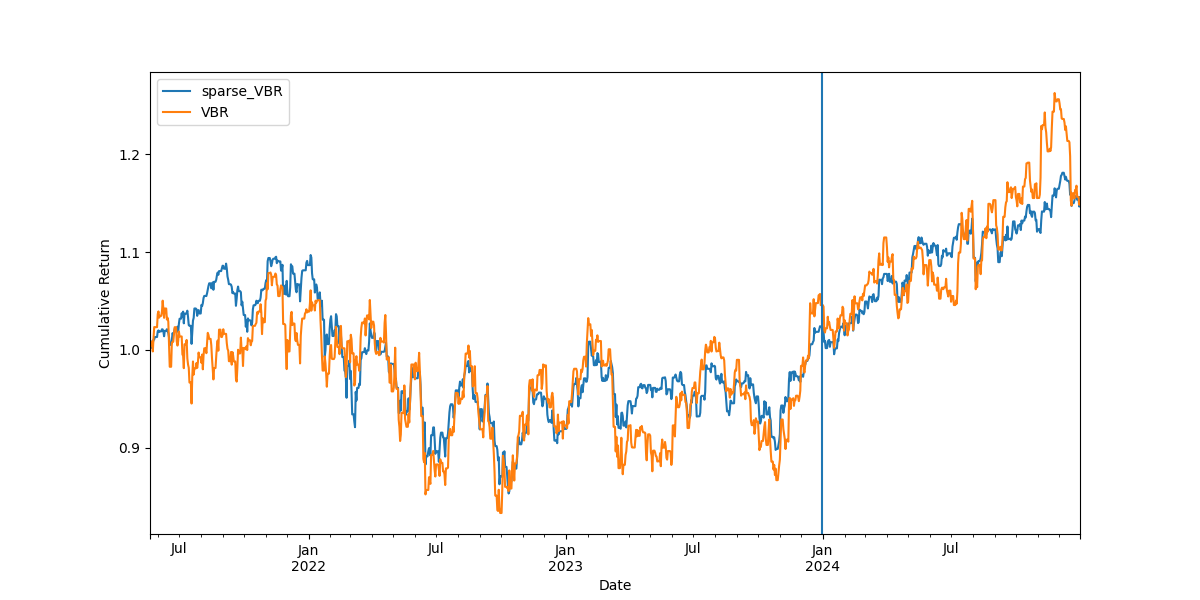 sparse_VBR
VBR
Cumulative Return
1.2
1.1
1.0
0.9
Jul
Jan
2022
Jul
Jan
2023
Jul
Jan
2024
Jul
Date